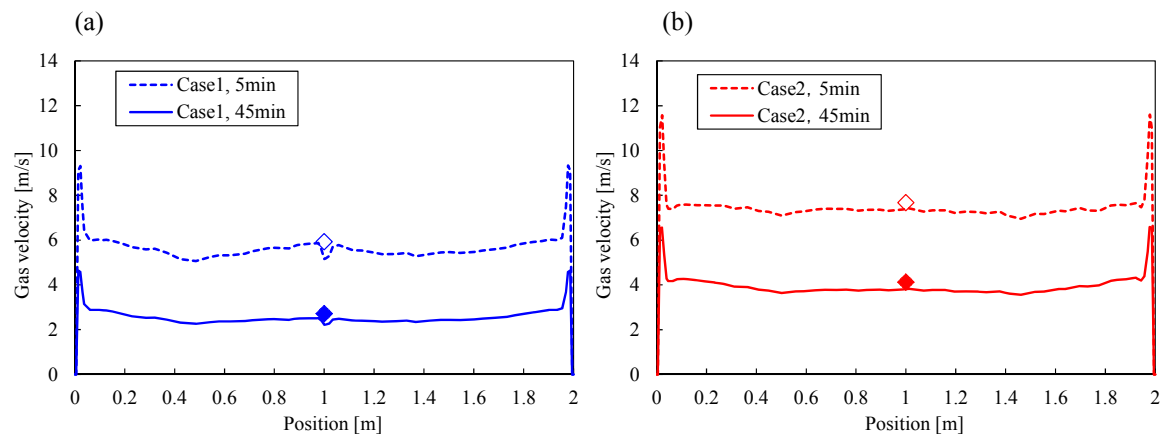 (a)
14
12
10
8
6
4
2
0
Gas velocity [m/s]
Case1, 5min
Case1, 45min
0 0.2 0.4 0.6 0.8 1 1.2 1.4 1.6 1.8 2
Position [m]
(b)
14
12
10
8
6
4
2
0
Gas velocity [m/s]
Case2, 5min
Case2, 45min
0 0.2 0.4 0.6 0.8 1 1.2 1.4 1.6 1.8 2
Position [m]